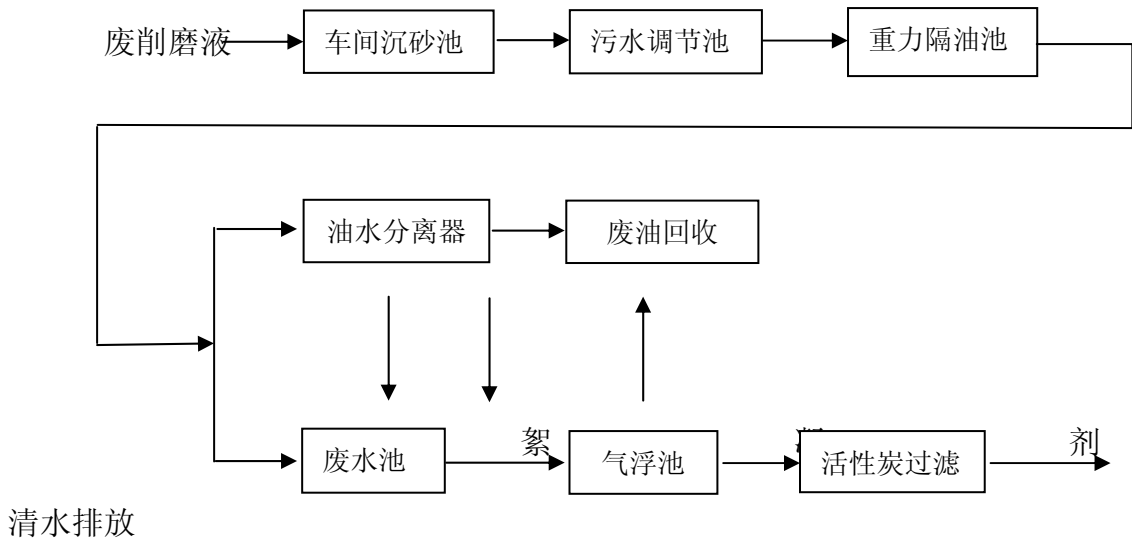 废削磨液 车间沉砂池 污水调节池 重力隔油池
油水分离器 废油回收
絮 剂
废水池 气浮池 活性炭过滤
清水排放